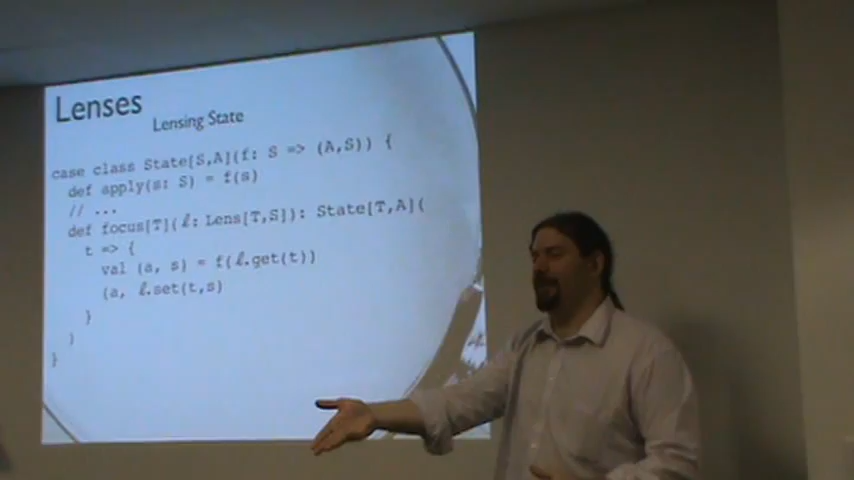 Lenses
Lensing State
case class State[S,A](f: S => (A,S)) {
def apply(s: S) = f(s)
// ...
def focus[T](ℓ: Lens[T,S]): State[T,A](
t => {
val (a, s) = f(ℓ.get(t))
(a, ℓ.set(t,s)
}
)
}